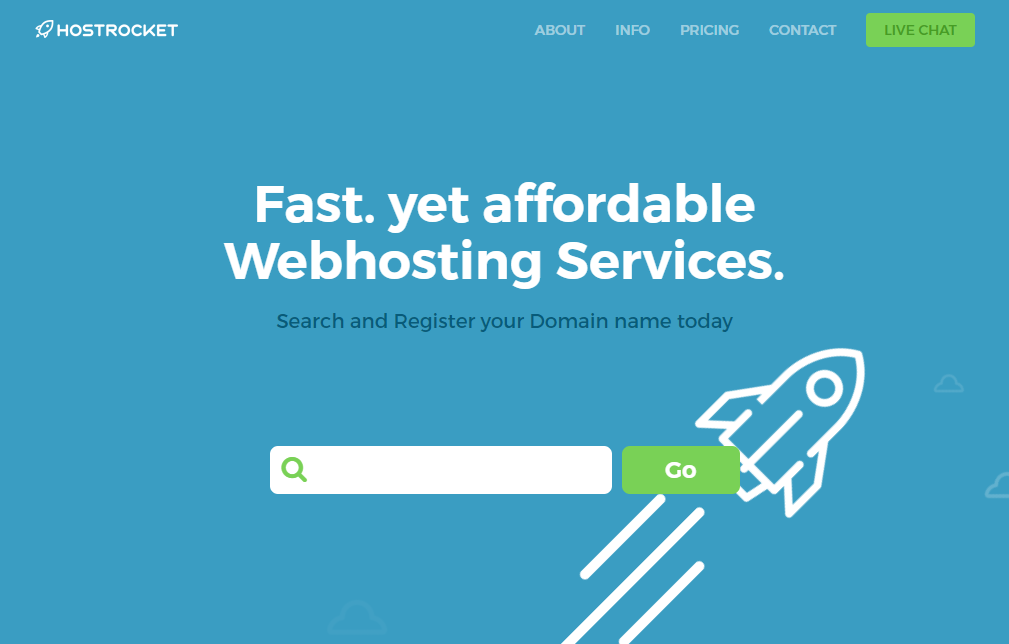 HOSTROCKET
ABOUT INFO PRICING CONTACT LIVE CHAT
Fast. yet affordable
Webhosting Services.
Search and Register your Domain name today
Go